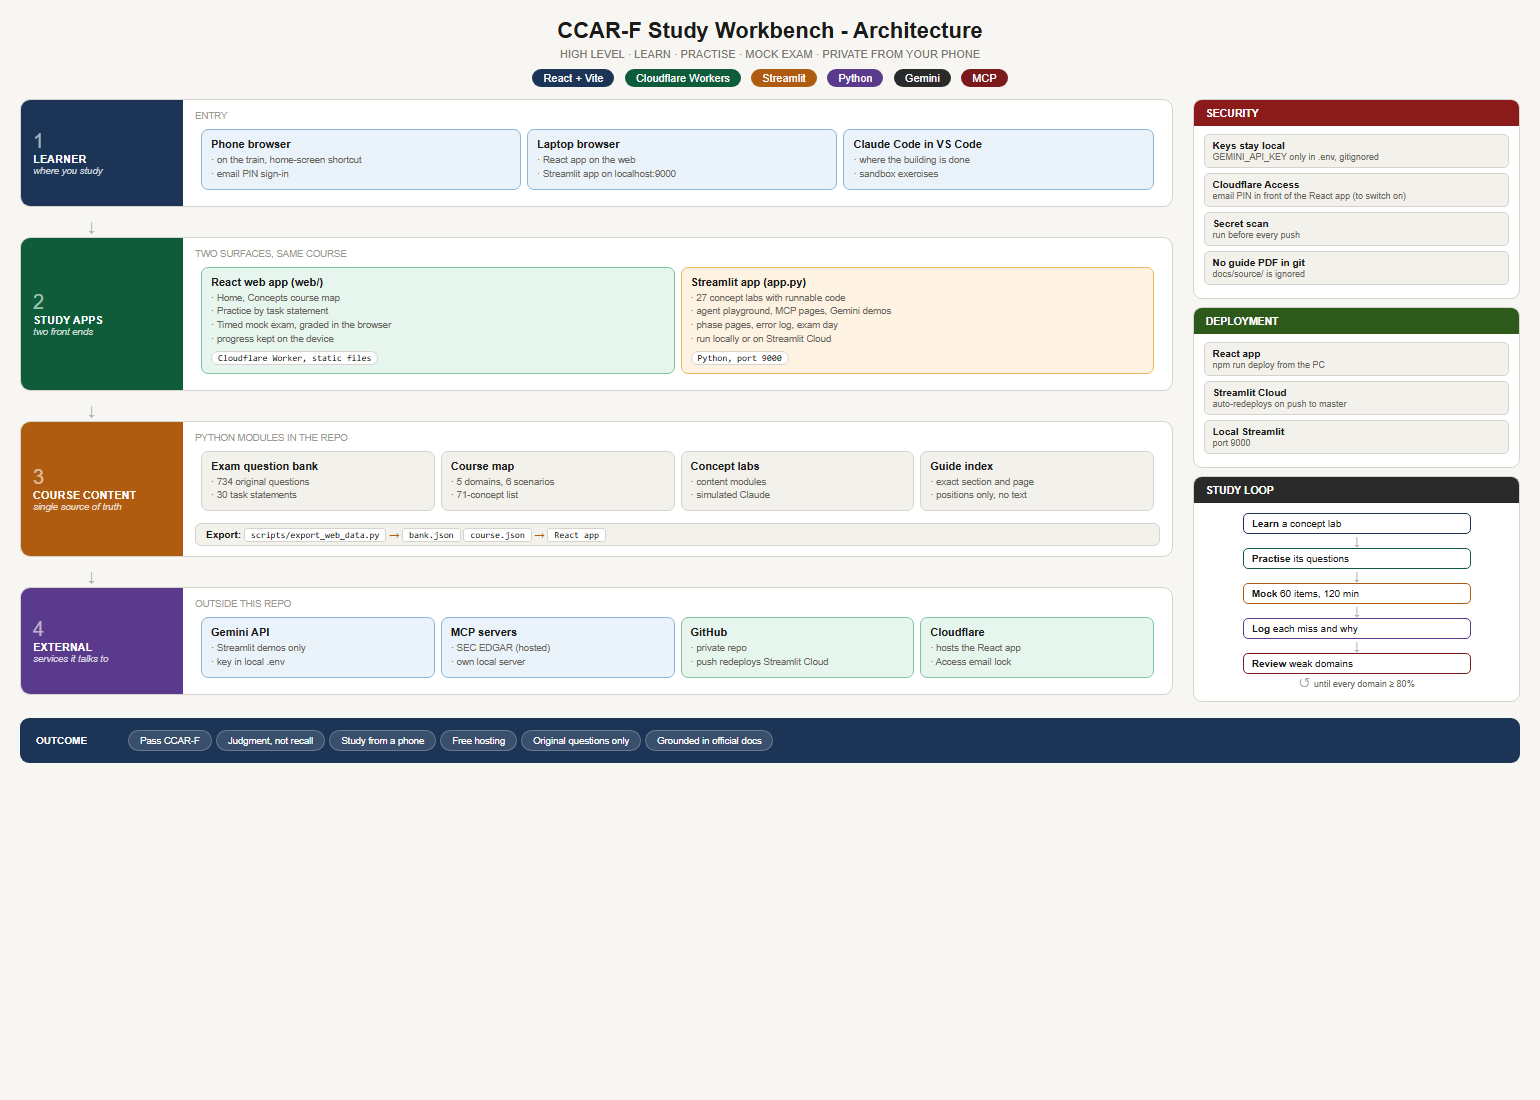 CCAR-F Study Workbench - Architecture
HIGH LEVEL · LEARN · PRACTISE · MOCK EXAM · PRIVATE FROM YOUR PHONE
React + Vite
Cloudflare Workers
Streamlit
Python
Gemini
MCP
1
LEARNER
where you study
ENTRY
Phone browser
· on the train, home-screen shortcut
· email PIN sign-in
Laptop browser
· React app on the web
· Streamlit app on localhost:9000
Claude Code in VS Code
· where the building is done
· sandbox exercises
↓
2
STUDY APPS
two front ends
TWO SURFACES, SAME COURSE
React web app (web/)
· Home, Concepts course map
· Practice by task statement
· Timed mock exam, graded in the browser
· progress kept on the device
Cloudflare Worker, static files
Streamlit app (app.py)
· 27 concept labs with runnable code
· agent playground, MCP pages, Gemini demos
· phase pages, error log, exam day
· run locally or on Streamlit Cloud
Python, port 9000
↓
3
COURSE CONTENT
single source of truth
PYTHON MODULES IN THE REPO
Exam question bank
· 734 original questions
· 30 task statements
Course map
· 5 domains, 6 scenarios
· 71-concept list
Concept labs
· content modules
· simulated Claude
Guide index
· exact section and page
· positions only, no text
Export: scripts/export_web_data.py → bank.json course.json → React app
↓
4
EXTERNAL
services it talks to
OUTSIDE THIS REPO
Gemini API
· Streamlit demos only
· key in local .env
MCP servers
· SEC EDGAR (hosted)
· own local server
GitHub
· private repo
· push redeploys Streamlit Cloud
Cloudflare
· hosts the React app
· Access email lock
SECURITY
Keys stay local
GEMINI_API_KEY only in .env, gitignored
Cloudflare Access
email PIN in front of the React app (to switch on)
Secret scan
run before every push
No guide PDF in git
docs/source/ is ignored
DEPLOYMENT
React app
npm run deploy from the PC
Streamlit Cloud
auto-redeploys on push to master
Local Streamlit
port 9000
STUDY LOOP
Learn a concept lab
↓
Practise its questions
↓
Mock 60 items, 120 min
↓
Log each miss and why
↓
Review weak domains
↺ until every domain ≥ 80%
OUTCOME
Pass CCAR-F
Judgment, not recall
Study from a phone
Free hosting
Original questions only
Grounded in official docs